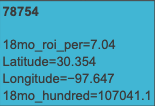 78754
18mo_roi_per=7.04
Latitude=30.354
Longitude=−97.647
18mo_hundred=107041.1